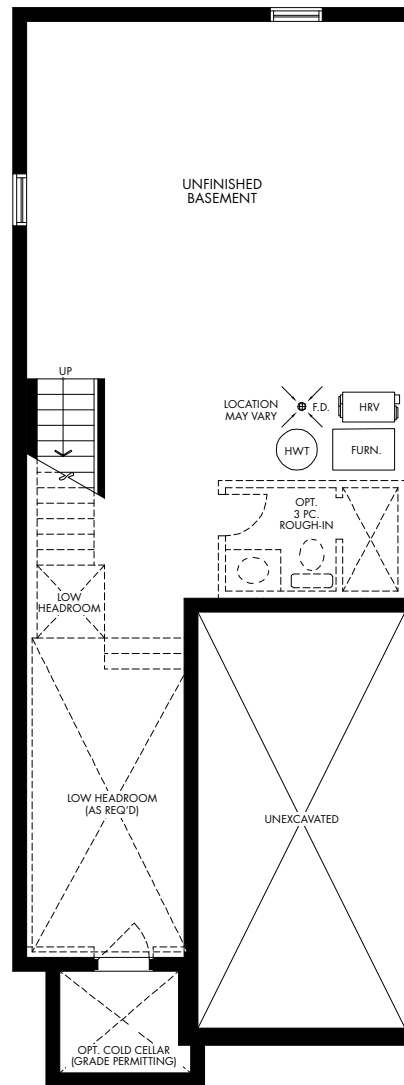 UNFINISHED
BASEMENT
UP
LOCATION
MAY VARY
F.D.
HRV
HWT
FURN.
OPT.
3 PC.
ROUGH-IN
LOW
HEADROOM
LOW HEADROOM
(AS REQ'D)
UNEXCAVATED
OPT. COLD CELLAR
(GRADE PERMITTING)